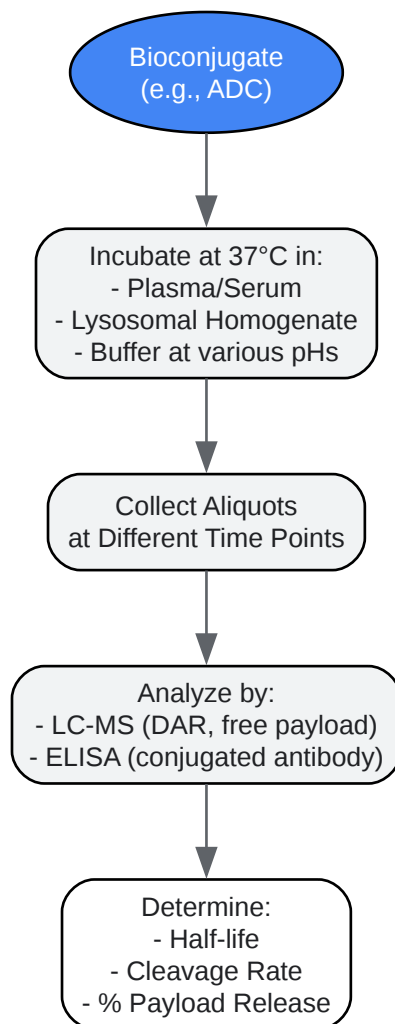 Bioconjugate
(e.g., ADC)
Incubate at 37°C in:
- Plasma/Serum
- Lysosomal Homogenate
- Buffer at various pHs
Collect Aliquots
at Different Time Points
Analyze by:
- LC-MS (DAR, free payload)
- ELISA (conjugated antibody)
Determine:
- Half-life
- Cleavage Rate
- % Payload Release